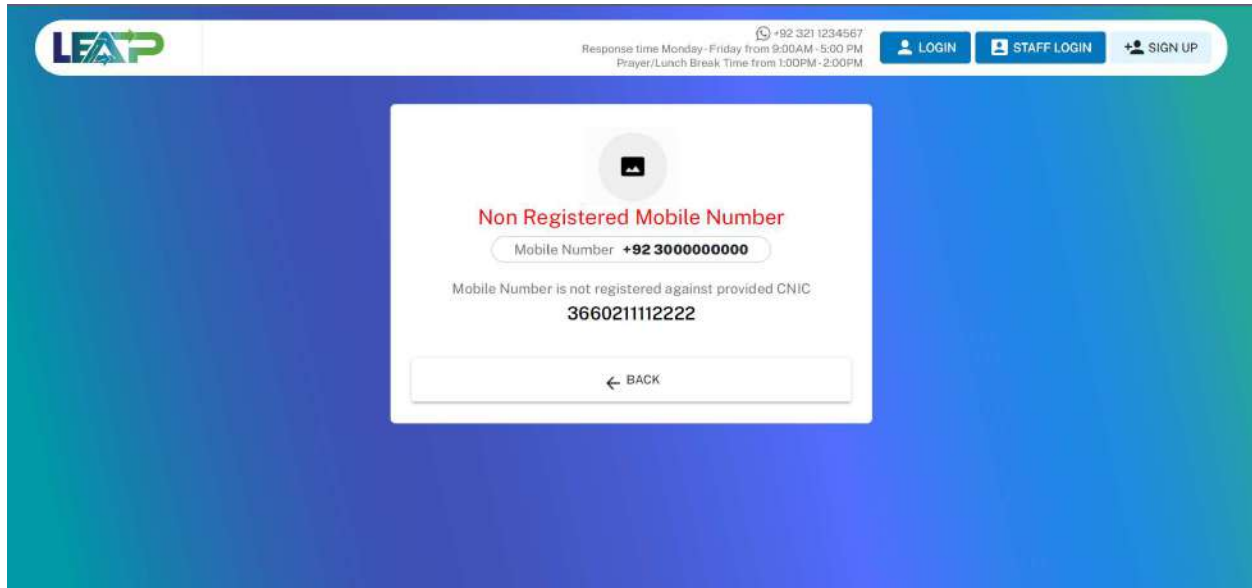 LEAP
+92 321 1234567
Response time Monday-Friday from 9:00AM-5:00 PM
Prayer/Lunch Break Time from 1:00PM-2:00PM
LOGIN
STAFF LOGIN
SIGN UP
Non Registered Mobile Number
Mobile Number +92 3000000000
Mobile Number is not registered against provided CNIC
3660211112222
BACK